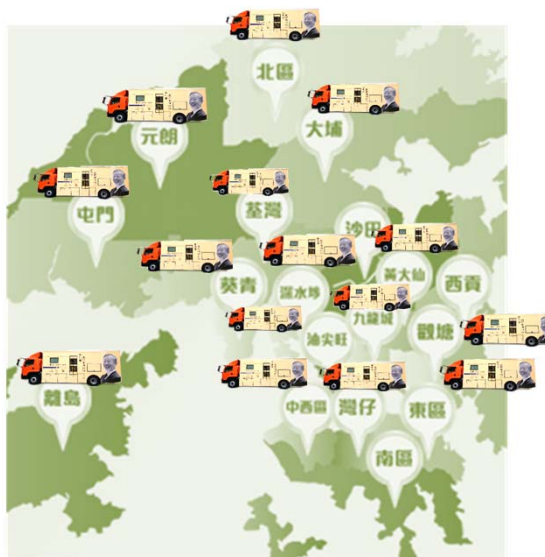 北區
元朗
大埔
屯門
荃灣
沙田
葵青
深水埗
黃大仙
西貢
九龍城
油尖旺
觀塘
離島
中西區
灣仔
東區
南區